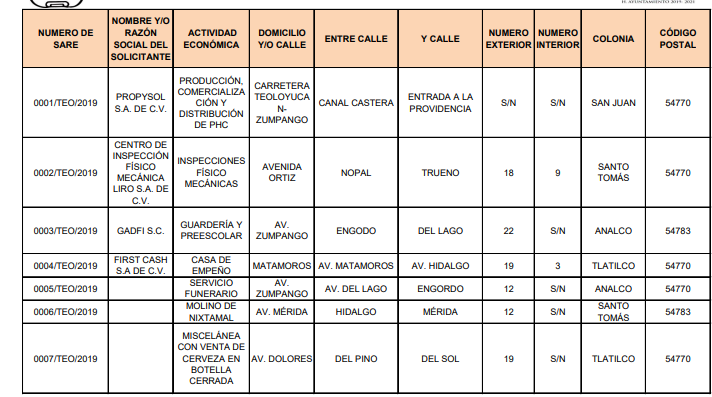 H. AYUNTAMIENTO 2019- 2021
NUMERO DE SARE | NOMBRE Y/O RAZÓN SOCIAL DEL SOLICITANTE | ACTIVIDAD ECONÓMICA | DOMICILIO Y/O CALLE | ENTRE CALLE | Y CALLE | NUMERO EXTERIOR | NUMERO INTERIOR | COLONIA | CÓDIGO POSTAL
0001/TEO/2019 | PROPYSOL S.A. DE C.V. | PRODUCCIÓN, COMERCIALIZA CIÓN Y DISTRIBUCIÓN DE PHC | CARRETERA TEOLOYUCA N- ZUMPANGO | CANAL CASTERA | ENTRADA A LA PROVIDENCIA | S/N | S/N | SAN JUAN | 54770
0002/TEO/2019 | CENTRO DE INSPECCIÓN FÍSICO MECÁNICA LIRO S.A. DE C.V. | INSPECCIONES FÍSICO MECÁNICAS | AVENIDA ORTIZ | NOPAL | TRUENO | 18 | 9 | SANTO TOMÁS | 54770
0003/TEO/2019 | GADFI S.C. | GUARDERÍA Y PREESCOLAR | AV. ZUMPANGO | ENGODO | DEL LAGO | 22 | S/N | ANALCO | 54783
0004/TEO/2019 | FIRST CASH S.A DE C.V. | CASA DE EMPEÑO | MATAMOROS | AV. MATAMOROS | AV. HIDALGO | 19 | 3 | TLATILCO | 54770
0005/TEO/2019 | SERVICIO FUNERARIO | AV. ZUMPANGO | AV. DEL LAGO | ENGORDO | 12 | S/N | ANALCO | 54770
0006/TEO/2019 | MOLINO DE NIXTAMAL | AV. MÉRIDA | HIDALGO | MÉRIDA | 12 | S/N | SANTO TOMÁS | 54783
0007/TEO/2019 | MISCELÁNEA CON VENTA DE CERVEZA EN BOTELLA CERRADA | AV. DOLORES | DEL PINO | DEL SOL | 19 | S/N | TLATILCO | 54770